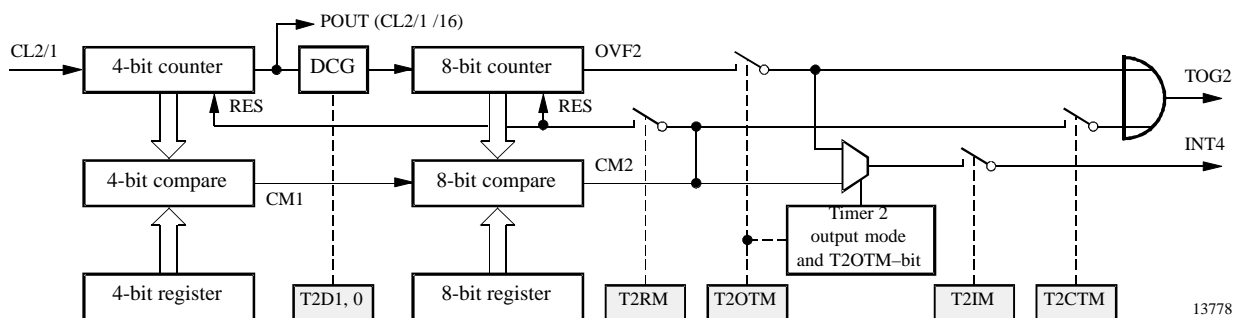 POUT (CL2/1 /16)
CL2/1
4-bit counter
DCG
8-bit counter
OVF2
TOG2
RES
RES
INT4
4-bit compare
CM1
8-bit compare
CM2
Timer 2
output mode
and T2OTM–bit
4-bit register
T2D1, 0
8-bit register
T2RM
T2OTM
T2IM
T2CTM
13778